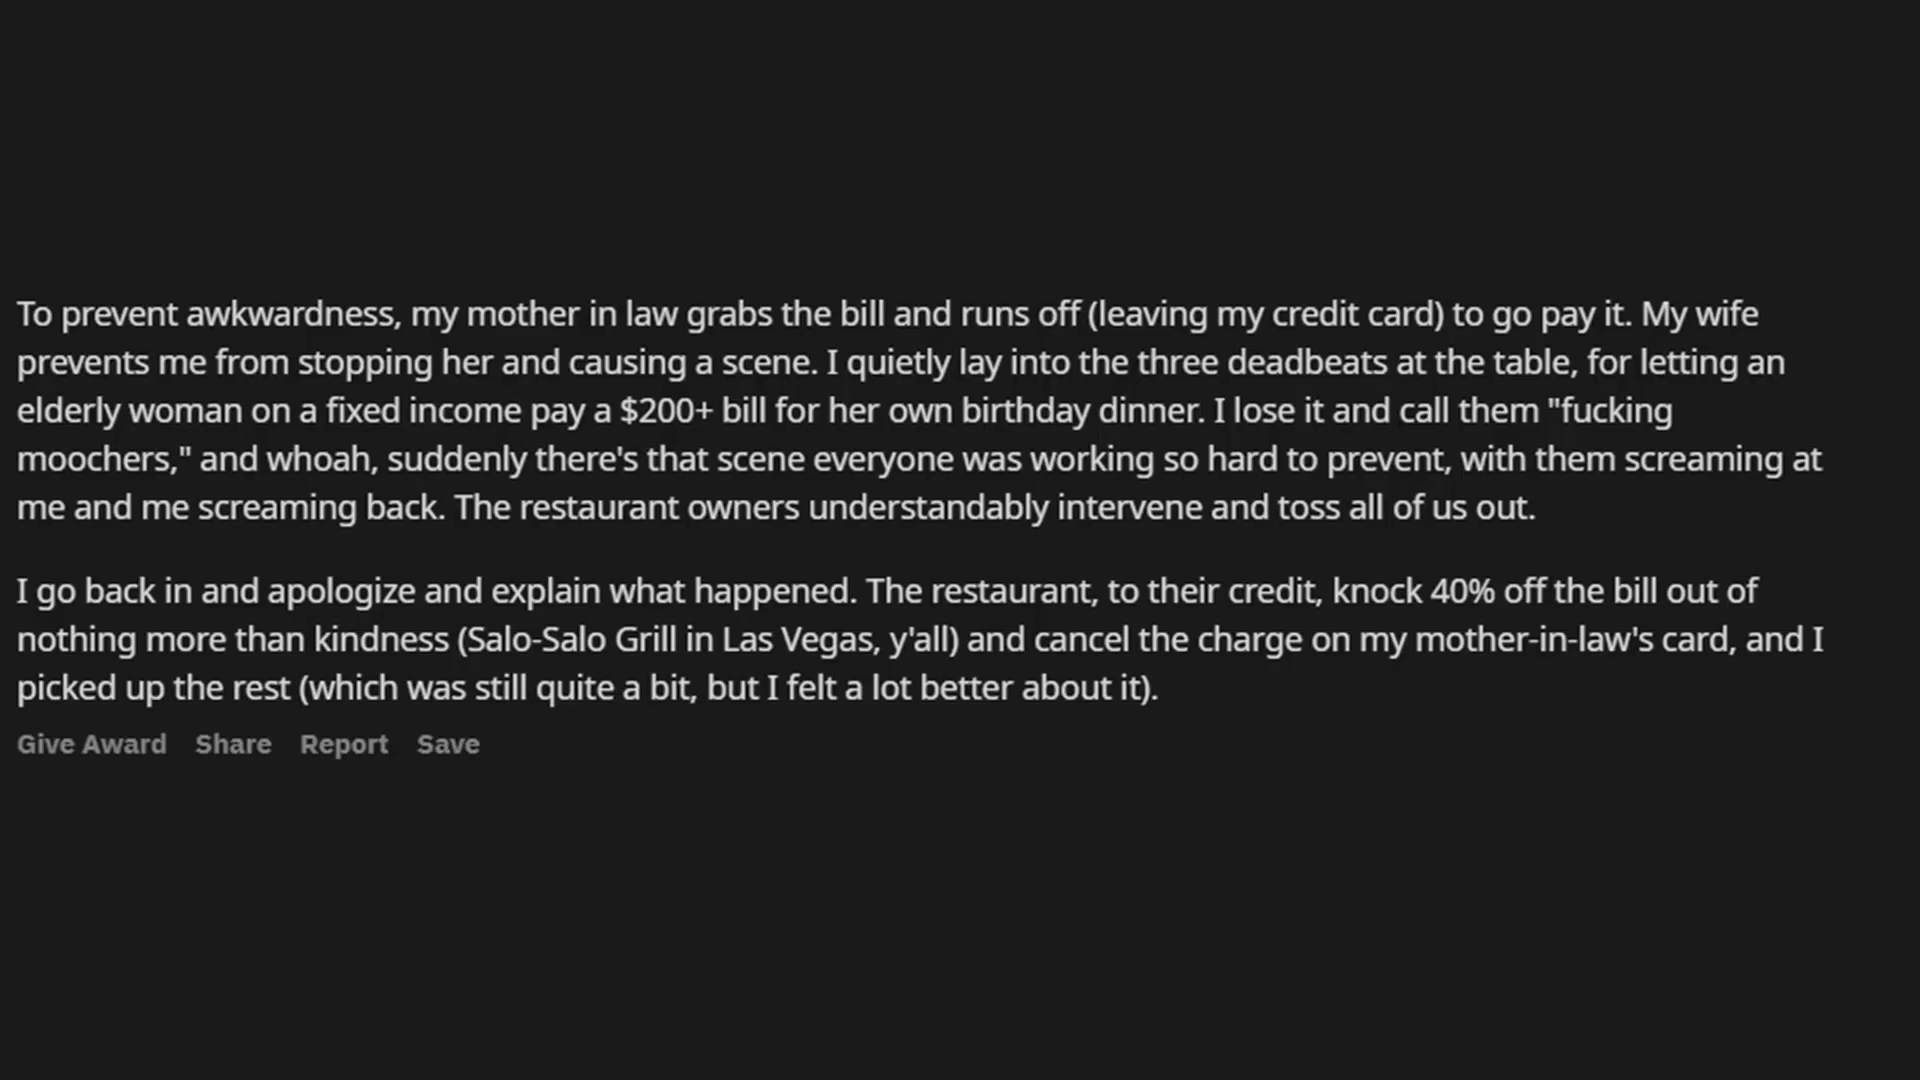 To prevent awkwardness, my mother in law grabs the bill and runs off (leaving my credit card) to go pay it. My wife
prevents me from stopping her and causing a scene. I quietly lay into the three deadbeats at the table, for letting an
elderly woman on a fixed income pay a $200+ bill for her own birthday dinner. I lose it and call them "fucking
moochers," and whoah, suddenly there's that scene everyone was working so hard to prevent, with them screaming at
me and me screaming back. The restaurant owners understandably intervene and toss all of us out.
I go back in and apologize and explain what happened. The restaurant, to their credit, knock 40% off the bill out of
nothing more than kindness (Salo-Salo Grill in Las Vegas, y'all) and cancel the charge on my mother-in-law's card, and I
picked up the rest (which was still quite a bit, but I felt a lot better about it).
Give Award Share Report Save